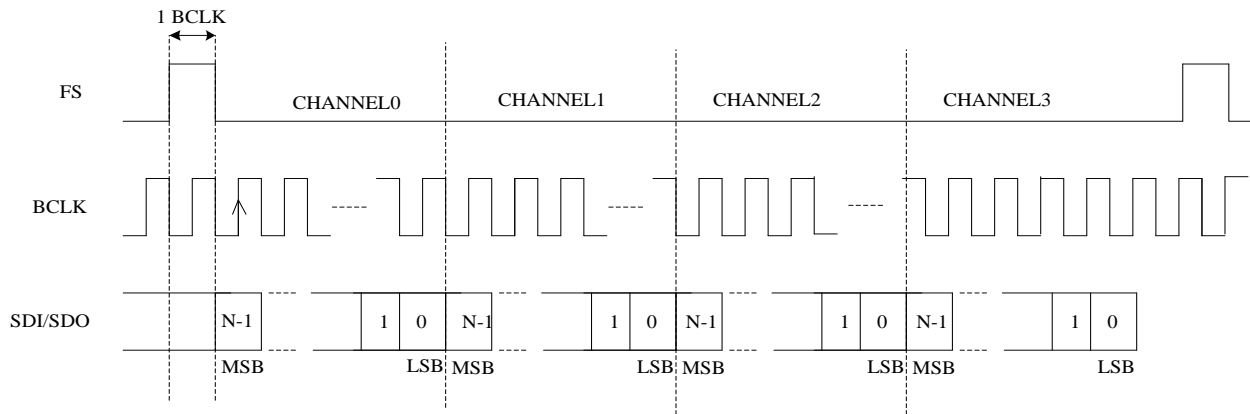 1 BCLK
FS
CHANNEL0 CHANNEL1 CHANNEL2 CHANNEL3
BCLK
SDI/SDO
N-1 1 0 N-1 1 0 N-1 1 0 N-1 1 0
MSB LSB MSB LSB MSB LSB MSB LSB